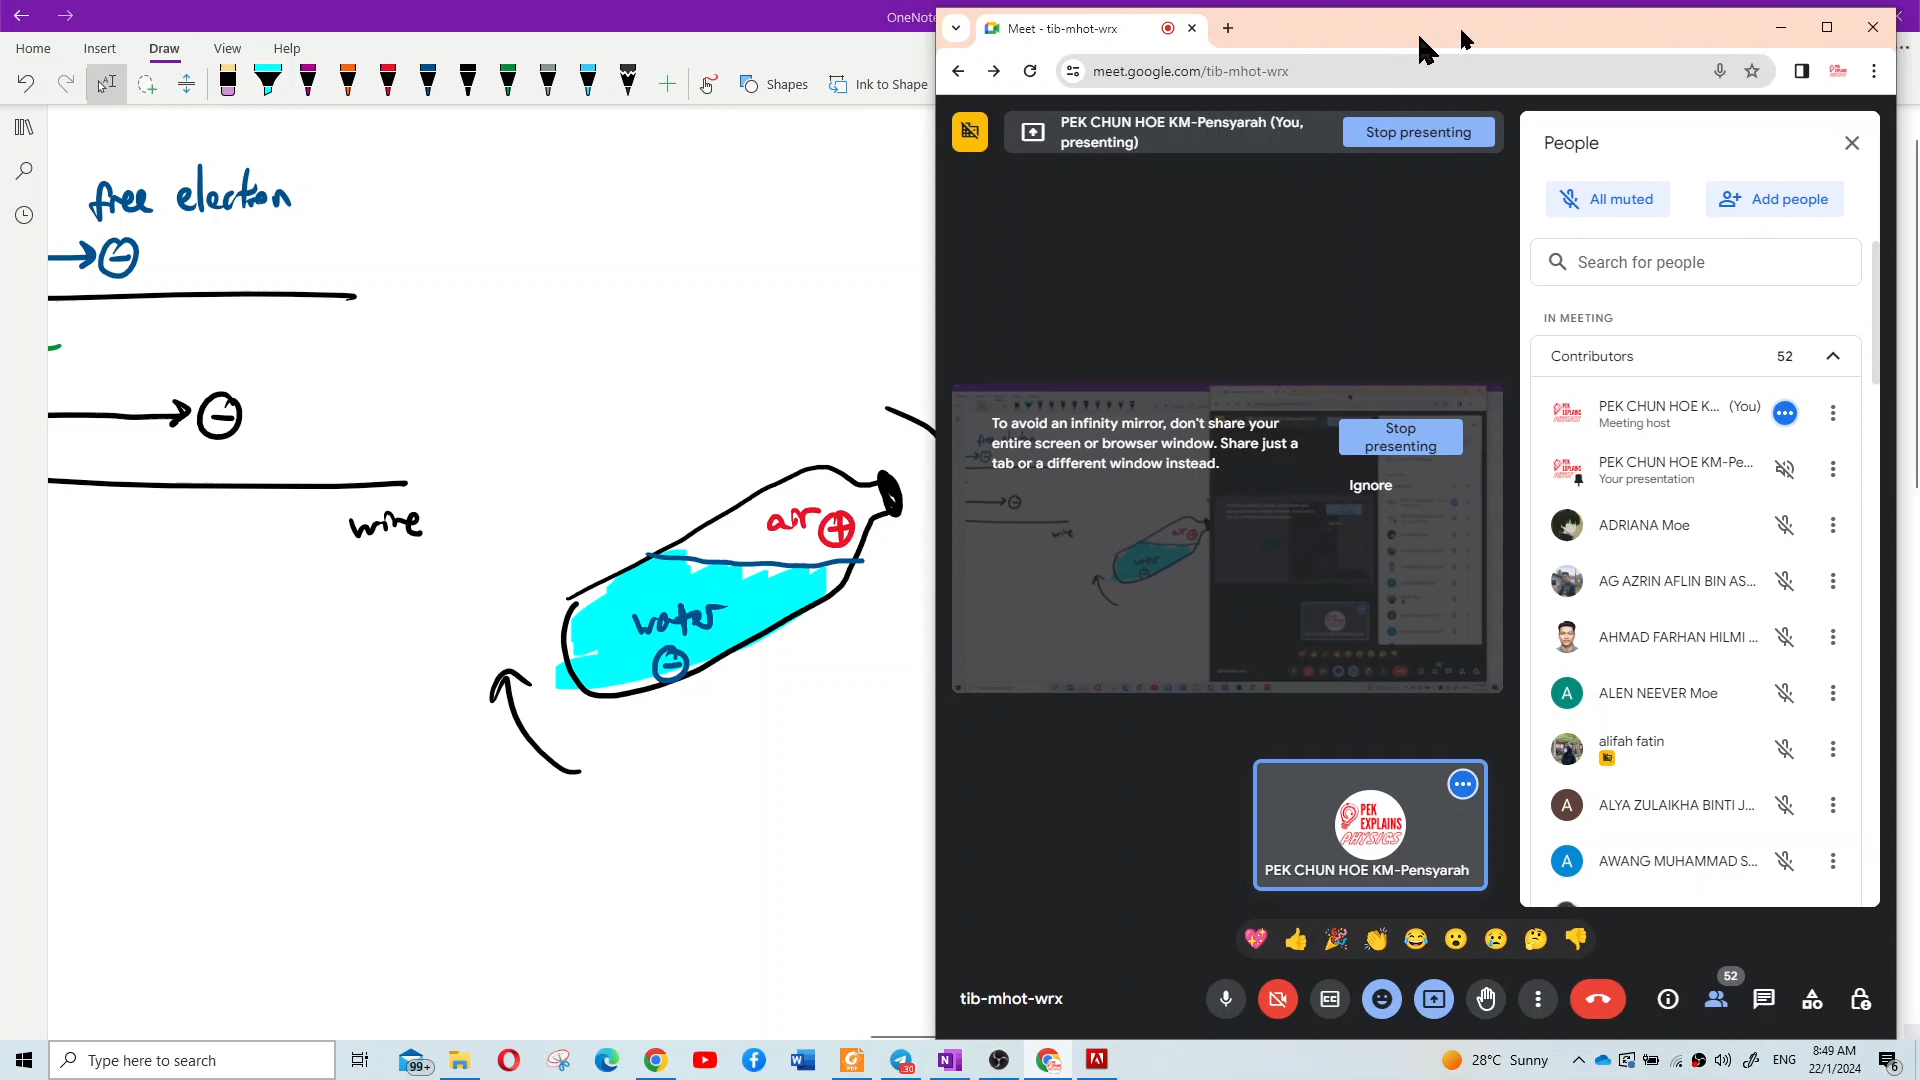 OneNote
Home Insert Draw View Help
Shapes
Ink to Shape
free electron
wire
air
water
Meet - tib-mhot-wrx
meet.google.com/tib-mhot-wrx
PEK CHUN HOE KM-Pensyarah (You,
presenting)
Stop presenting
To avoid an infinity mirror, don't share your
entire screen or browser window. Share just a
tab or a different window instead.
Stop
presenting
Ignore
PEK
EXPLAINS
PHYSICS
PEK CHUN HOE KM-Pensyarah
People
All muted
Add people
Search for people
IN MEETING
Contributors 52
PEK CHUN HOE K... (You)
Meeting host
PEK CHUN HOE KM-Pe...
Your presentation
ADRIANA Moe
AG AZRIN AFLIN BIN AS...
AHMAD FARHAN HILMI ...
A ALEN NEEVER Moe
alifah fatin
A ALYA ZULAIKHA BINTI J...
A AWANG MUHAMMAD S...
52
tib-mhot-wrx
Type here to search
99+
30
28°C Sunny
ENG
8:49 AM
22/1/2024
6